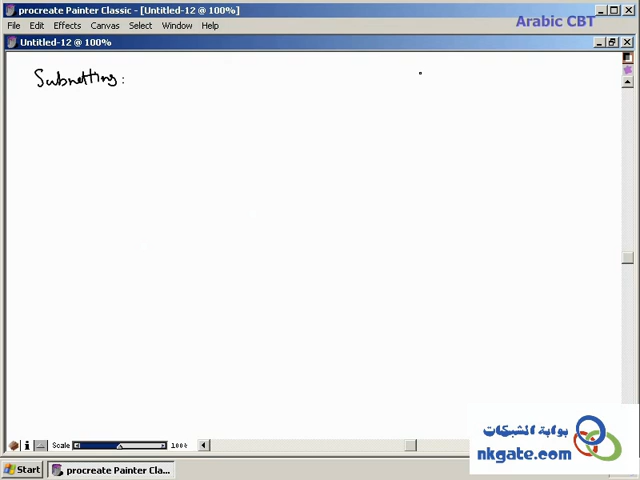 procreate Painter Classic - [Untitled-12 @ 100%]
Arabic CBT
File Edit Effects Canvas Select Window Help
Untitled-12 @ 100%
Subnetting:
Scale 100%
بوابة الشبكات
nkgate.com
Start procreate Painter Cla...